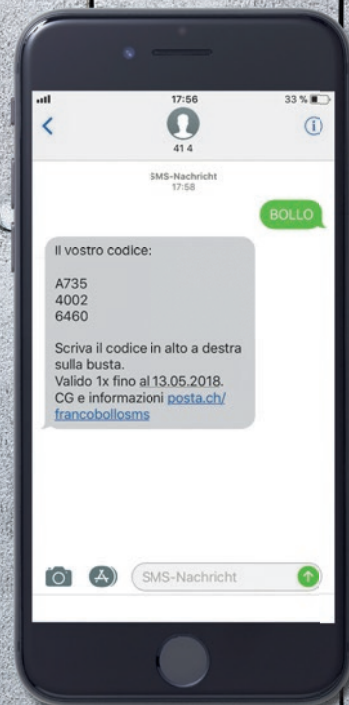 17:56
33 %
41 4
SMS-Nachricht
17:58
BOLLO
Il vostro codice:
A735
4002
6460
Scriva il codice in alto a destra
sulla busta.
Valido 1x fino al 13.05.2018.
CG e informazioni posta.ch/
francobollosms
SMS-Nachricht